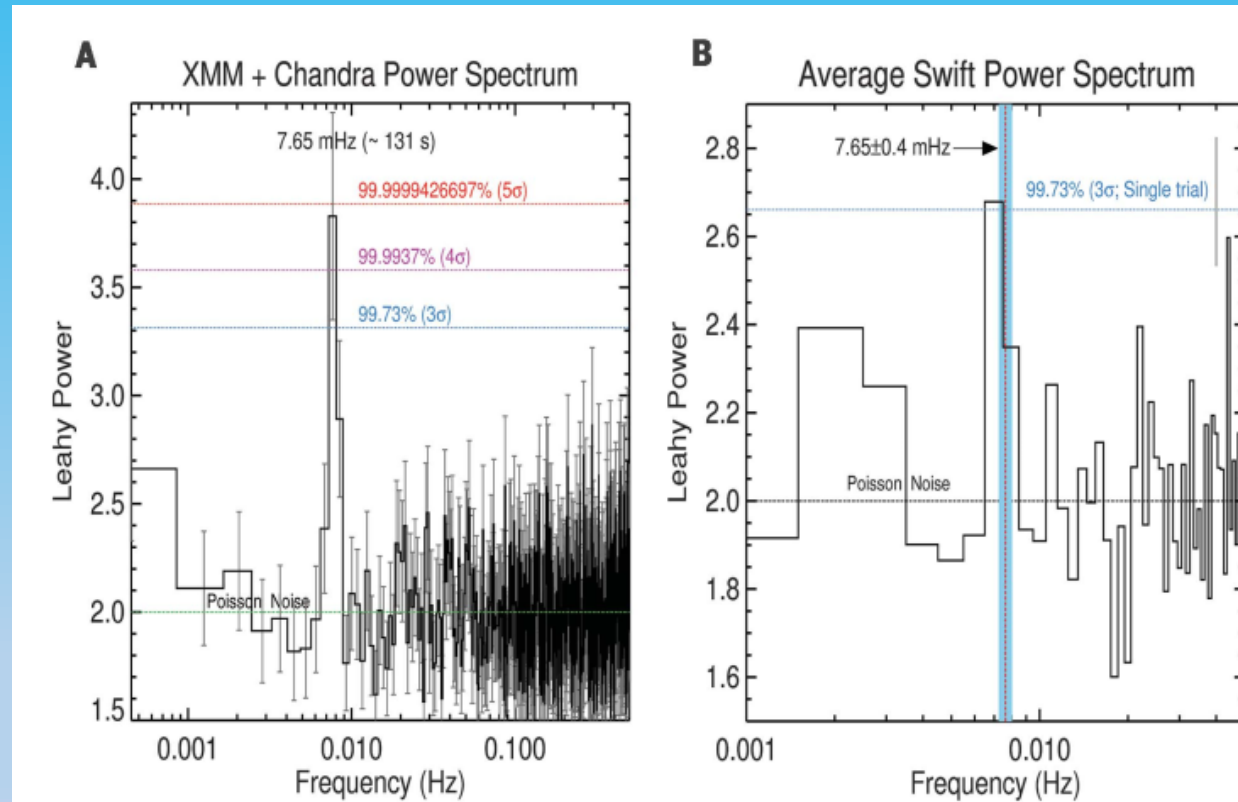 A
XMM + Chandra Power Spectrum
7.65 mHz (~ 131 s)
99.9999426697% (5σ)
99.9937% (4σ)
99.73% (3σ)
Poisson Noise
4.0
3.5
3.0
2.5
2.0
1.5
Leahy Power
0.001
0.010
0.100
Frequency (Hz)
B
Average Swift Power Spectrum
7.65±0.4 mHz
99.73% (3σ; Single trial)
Poisson Noise
2.8
2.6
2.4
2.2
2.0
1.8
1.6
Leahy Power
0.001
0.010
Frequency (Hz)